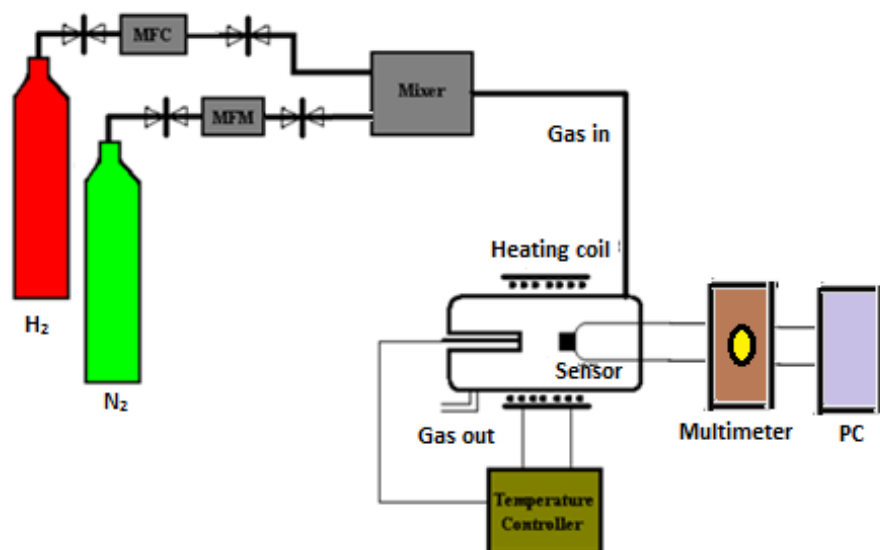 MFC
Mixer
MFM
Gas in
Heating coil
H₂
N₂
Sensor
Gas out
Multimeter
PC
Temperature
Controller